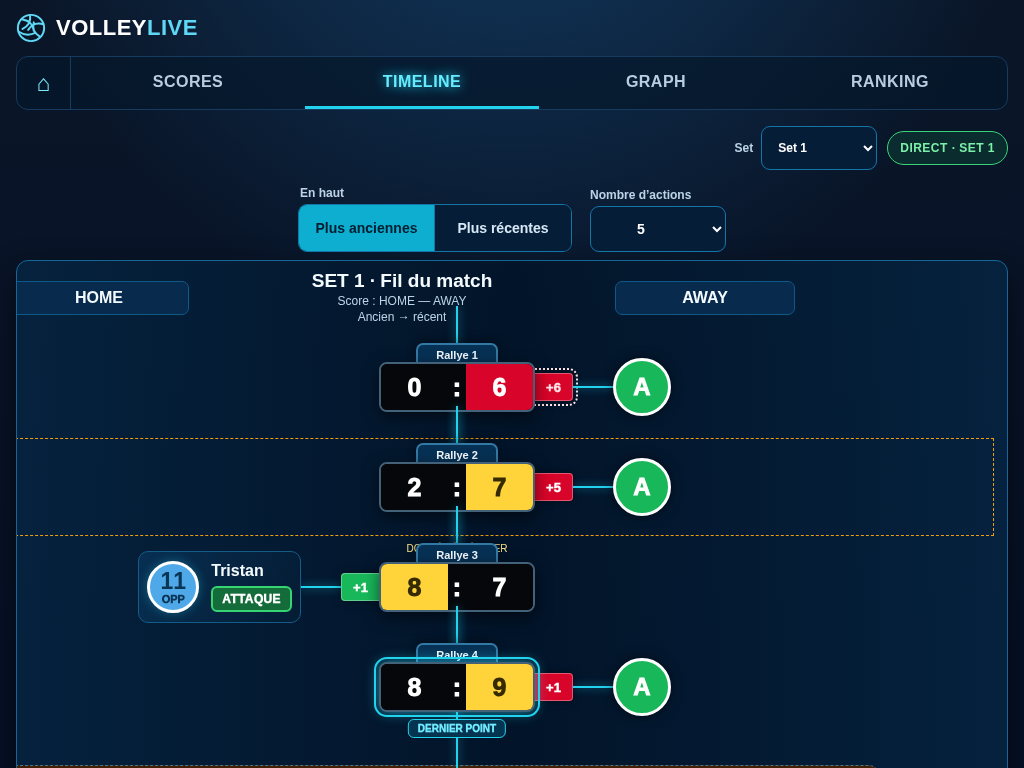 VOLLEYLIVE
SCORES
TIMELINE
GRAPH
RANKING
Set
Set 1
DIRECT · SET 1
En haut
Plus anciennes
Plus récentes
Nombre d’actions
5
HOME
SET 1 · Fil du match
Score : HOME — AWAY
Ancien → récent
AWAY
Rallye 1
0 : 6
+6
A
Rallye 2
2 : 7
+5
A
Rallye 3
11
OPP
Tristan
ATTAQUE
+1
8 : 7
Rallye 4
8 : 9
+1
A
DERNIER POINT